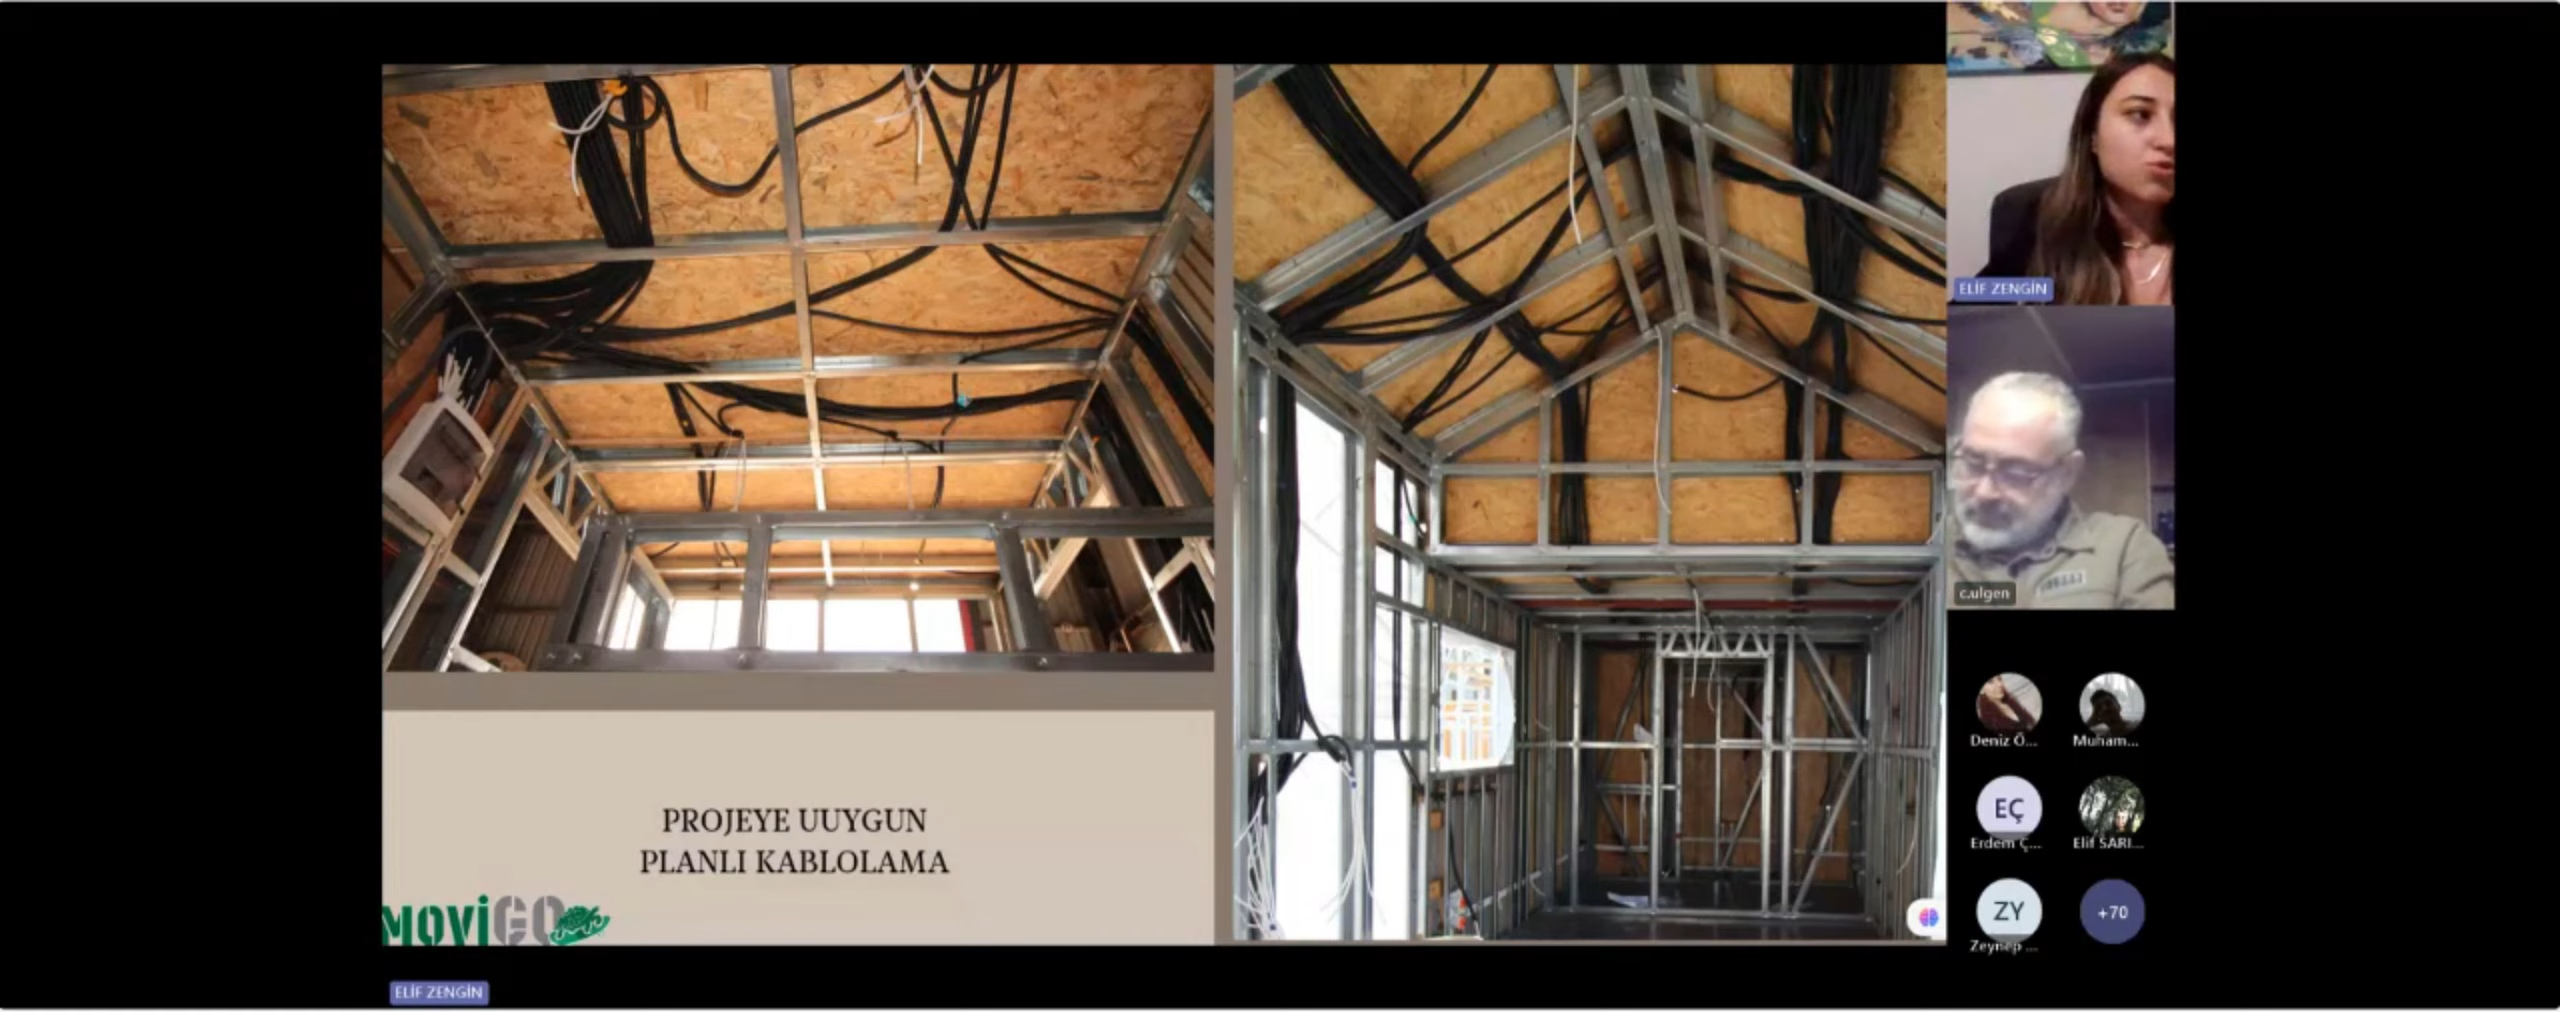 PROJEYE UUYGUN
PLANLI KABLOLAMA
MOViGO
ELİF ZENGİN
ELİF ZENGİN
c.ulgen
Deniz Ö...
Muham...
EÇ
Erdem Ç...
Elif SARI...
ZY
Zeynep ...
+70